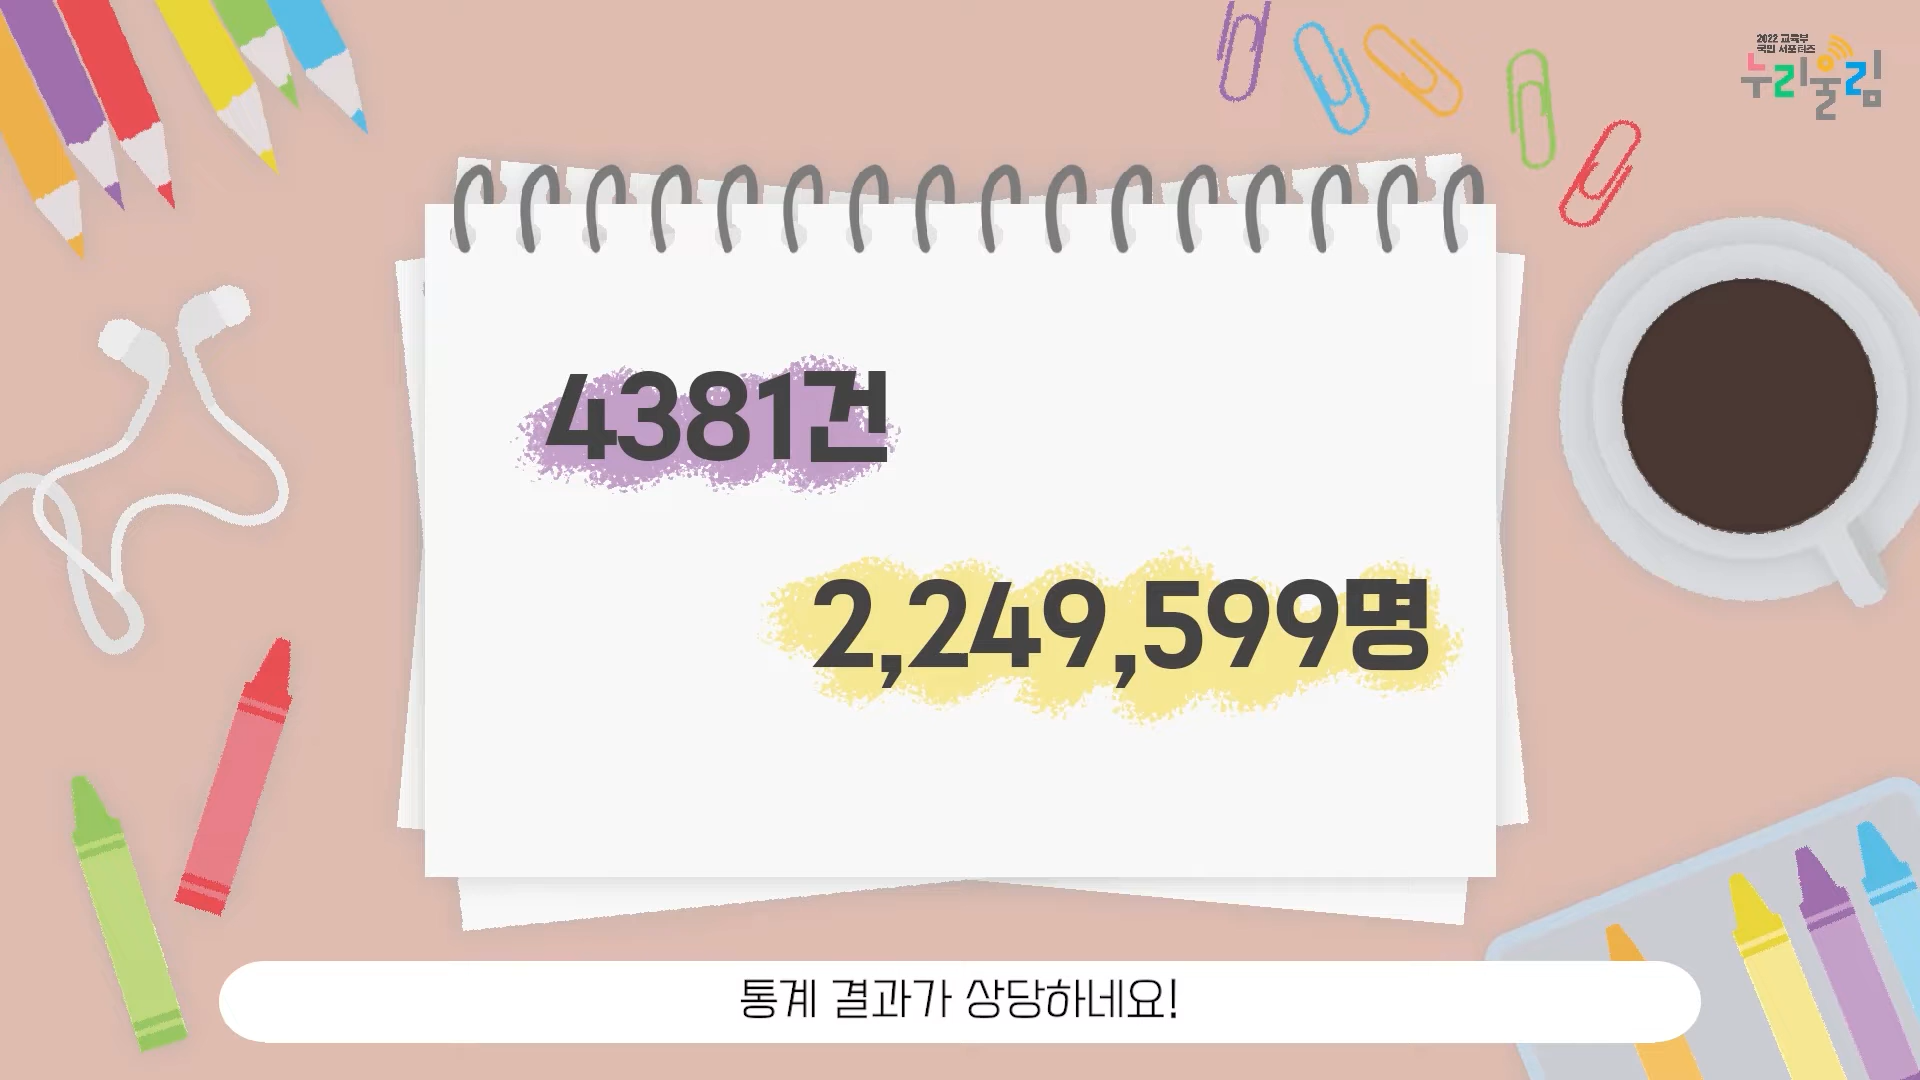 2022 교육부
국민 서포터즈
누리울림
4381건
2,249,599명
통계 결과가 상당하네요!